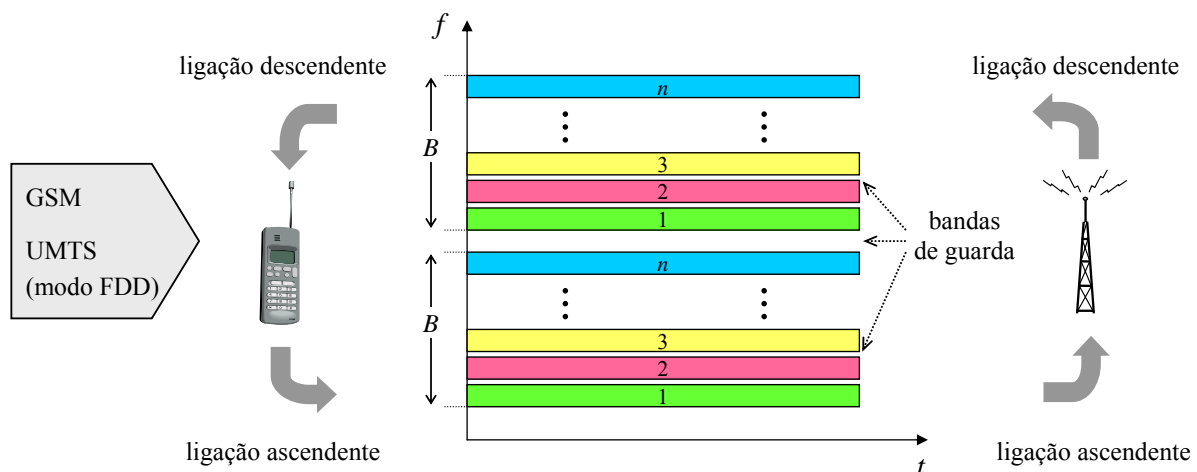 f
ligação descendente
ligação descendente
n
B
3
2
1
GSM
UMTS
(modo FDD)
bandas
de guarda
n
B
3
2
1
ligação ascendente
ligação ascendente
t